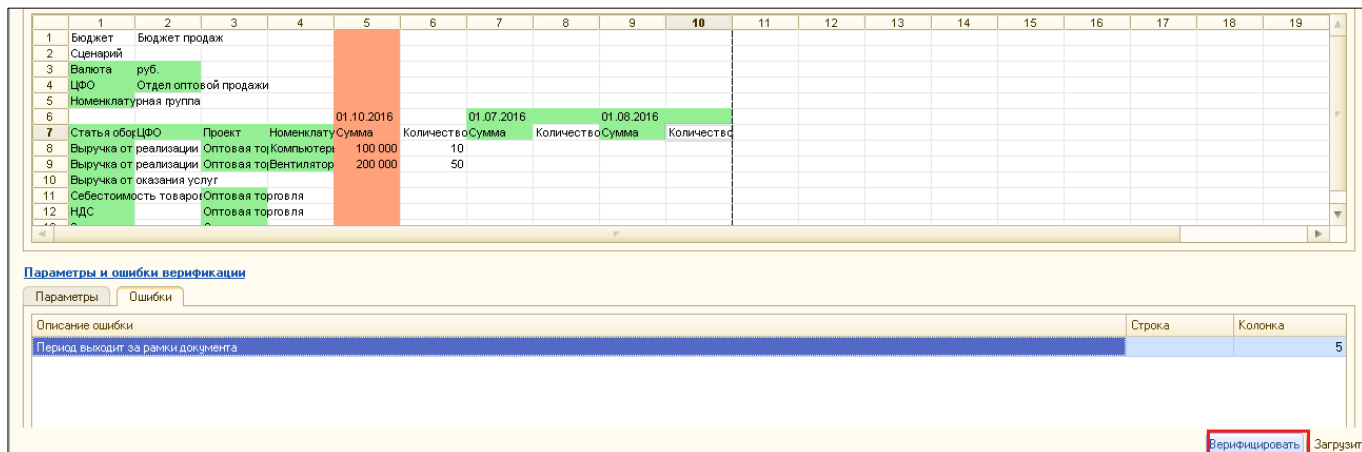 1 2 3 4 5 6 7 8 9 10 11 12 13 14 15 16 17 18 19
1 Бюджет Бюджет продаж
2 Сценарий
3 Валюта руб.
4 ЦФО Отдел оптовой продажи
5 Номенклатурная группа
6 01.10.2016 01.07.2016 01.08.2016
7 Статья обор ЦФО Проект Номенклату Сумма Количество Сумма Количество Сумма Количество
8 Выручка от реализации Оптовая тор Компьютеры 100 000 10
9 Выручка от реализации Оптовая тор Вентилятор 200 000 50
10 Выручка от оказания услуг
11 Себестоимость товаров Оптовая торговля
12 НДС Оптовая торговля
Параметры и ошибки верификации
Параметры Ошибки
Описание ошибки Строка Колонка
Период выходит за рамки документа 5
Верифицировать Загрузит